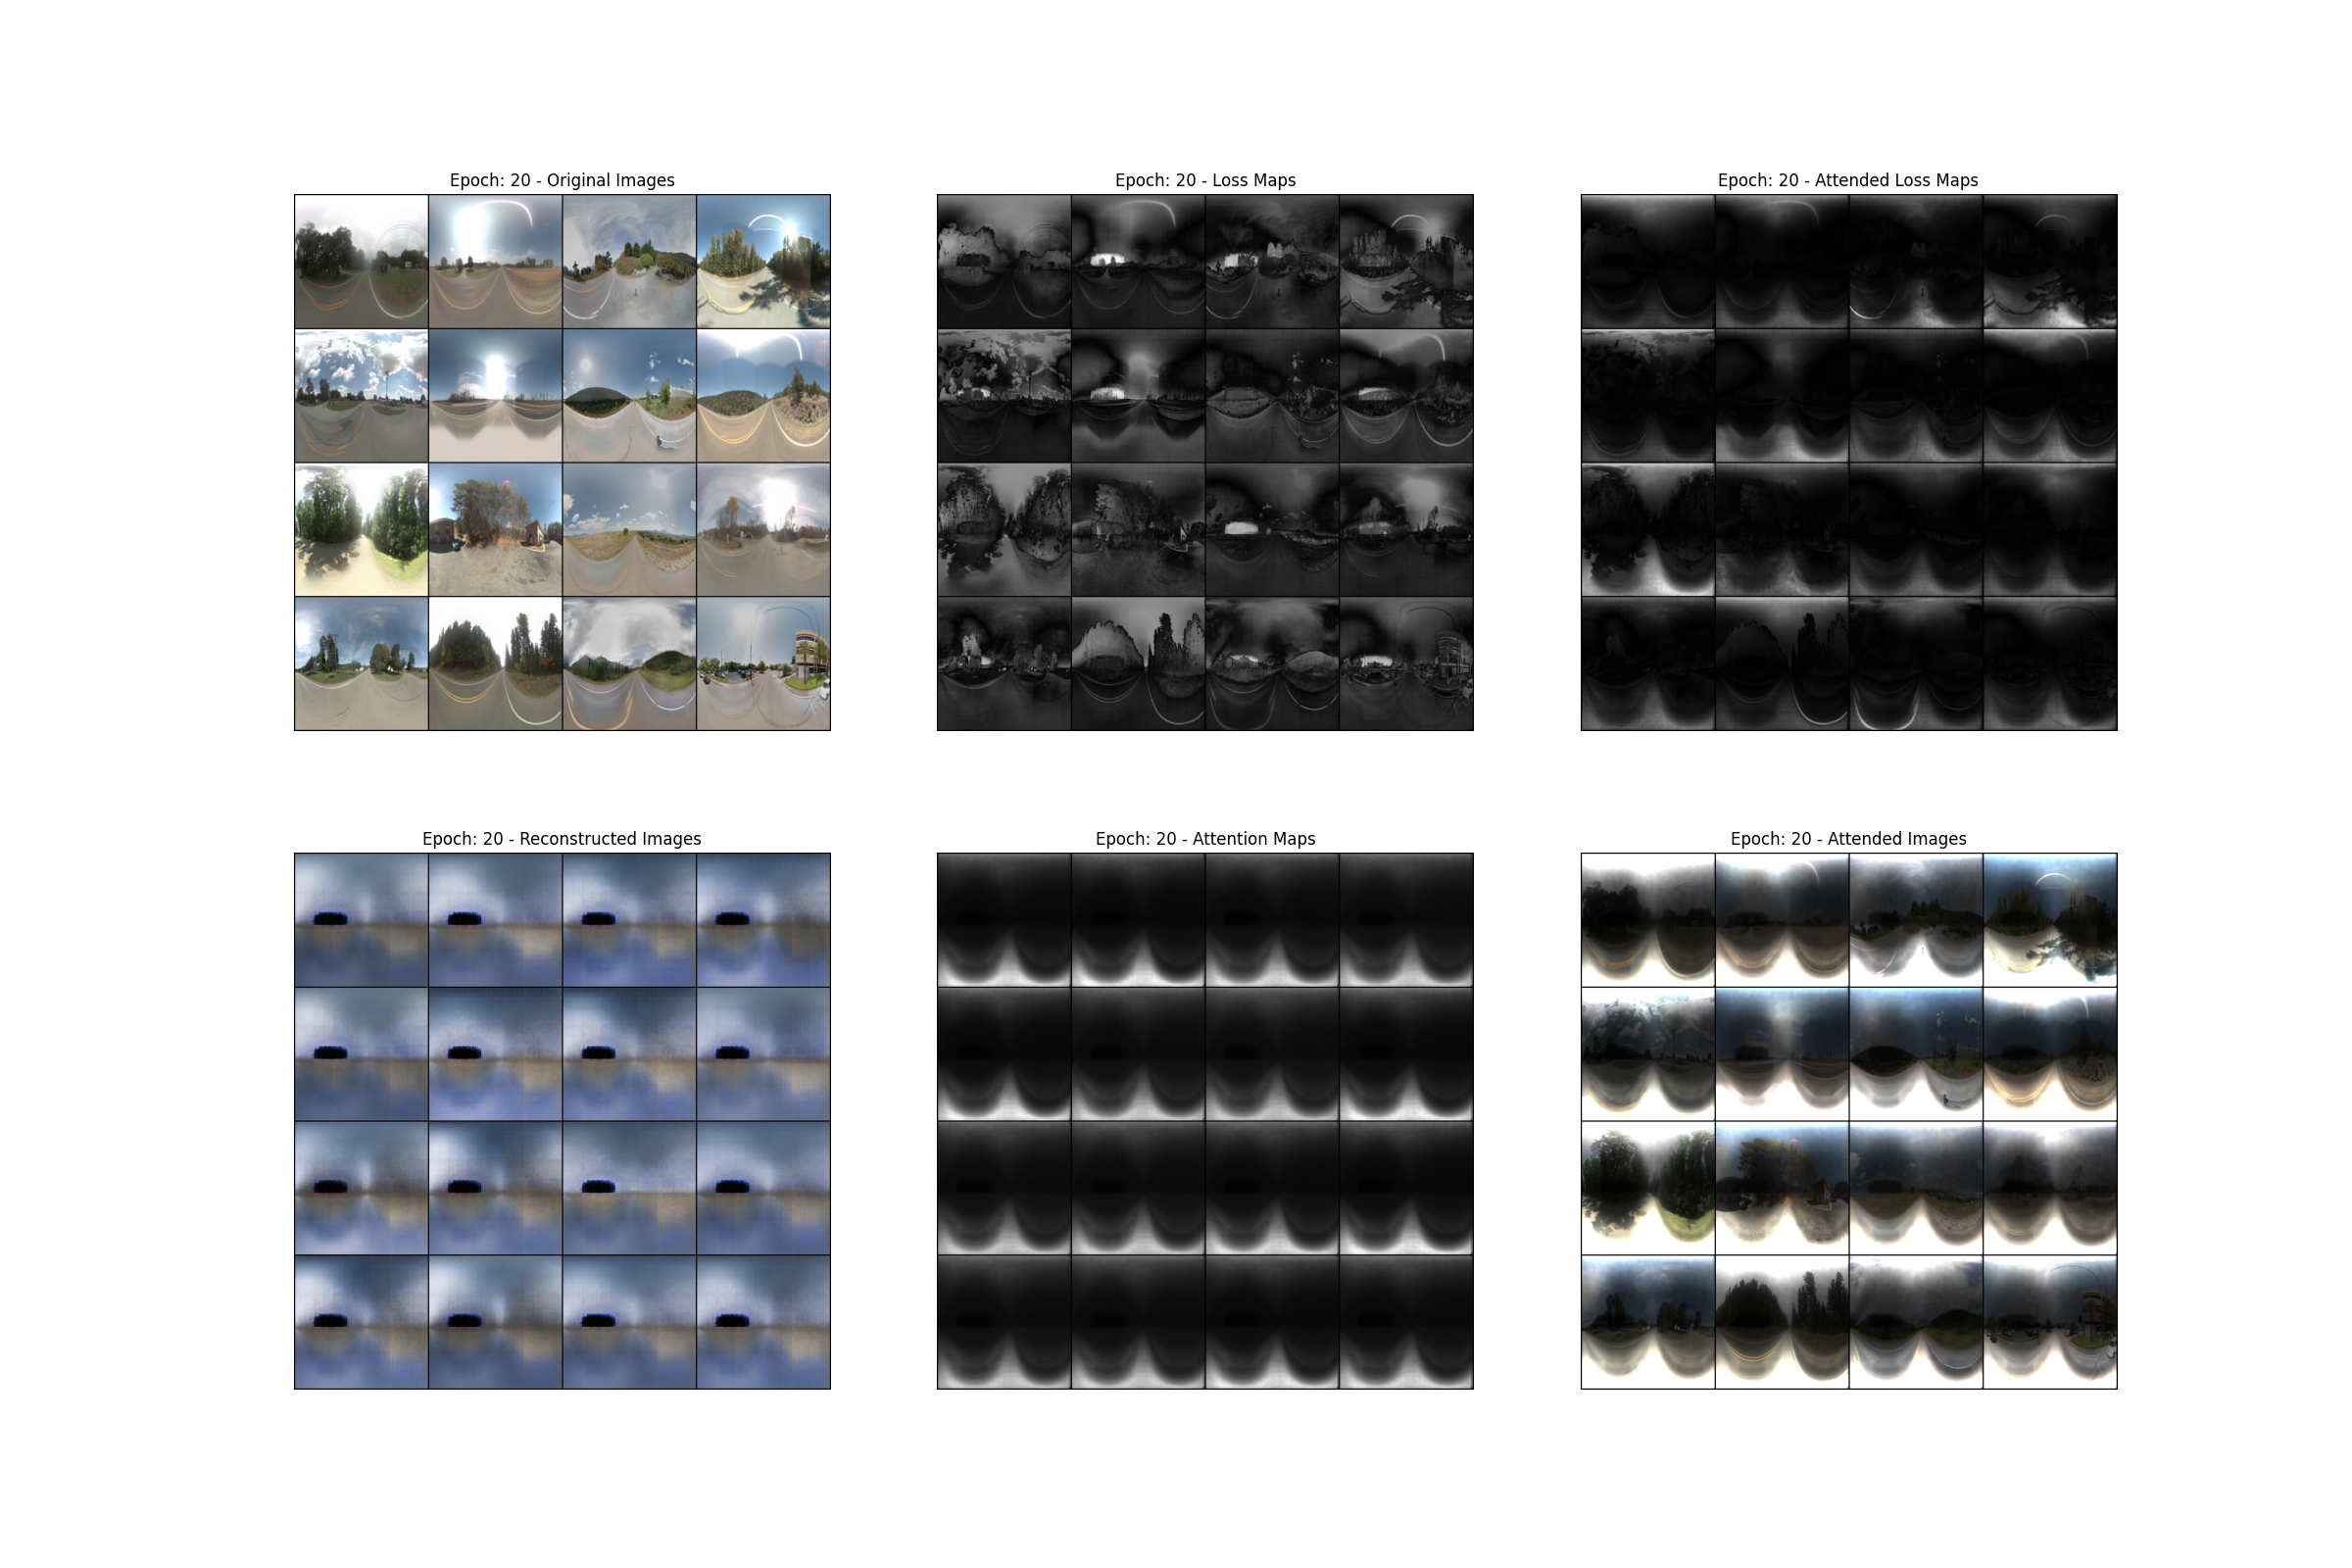 Epoch: 20 - Original Images
Epoch: 20 - Loss Maps
Epoch: 20 - Attended Loss Maps
Epoch: 20 - Reconstructed Images
Epoch: 20 - Attention Maps
Epoch: 20 - Attended Images